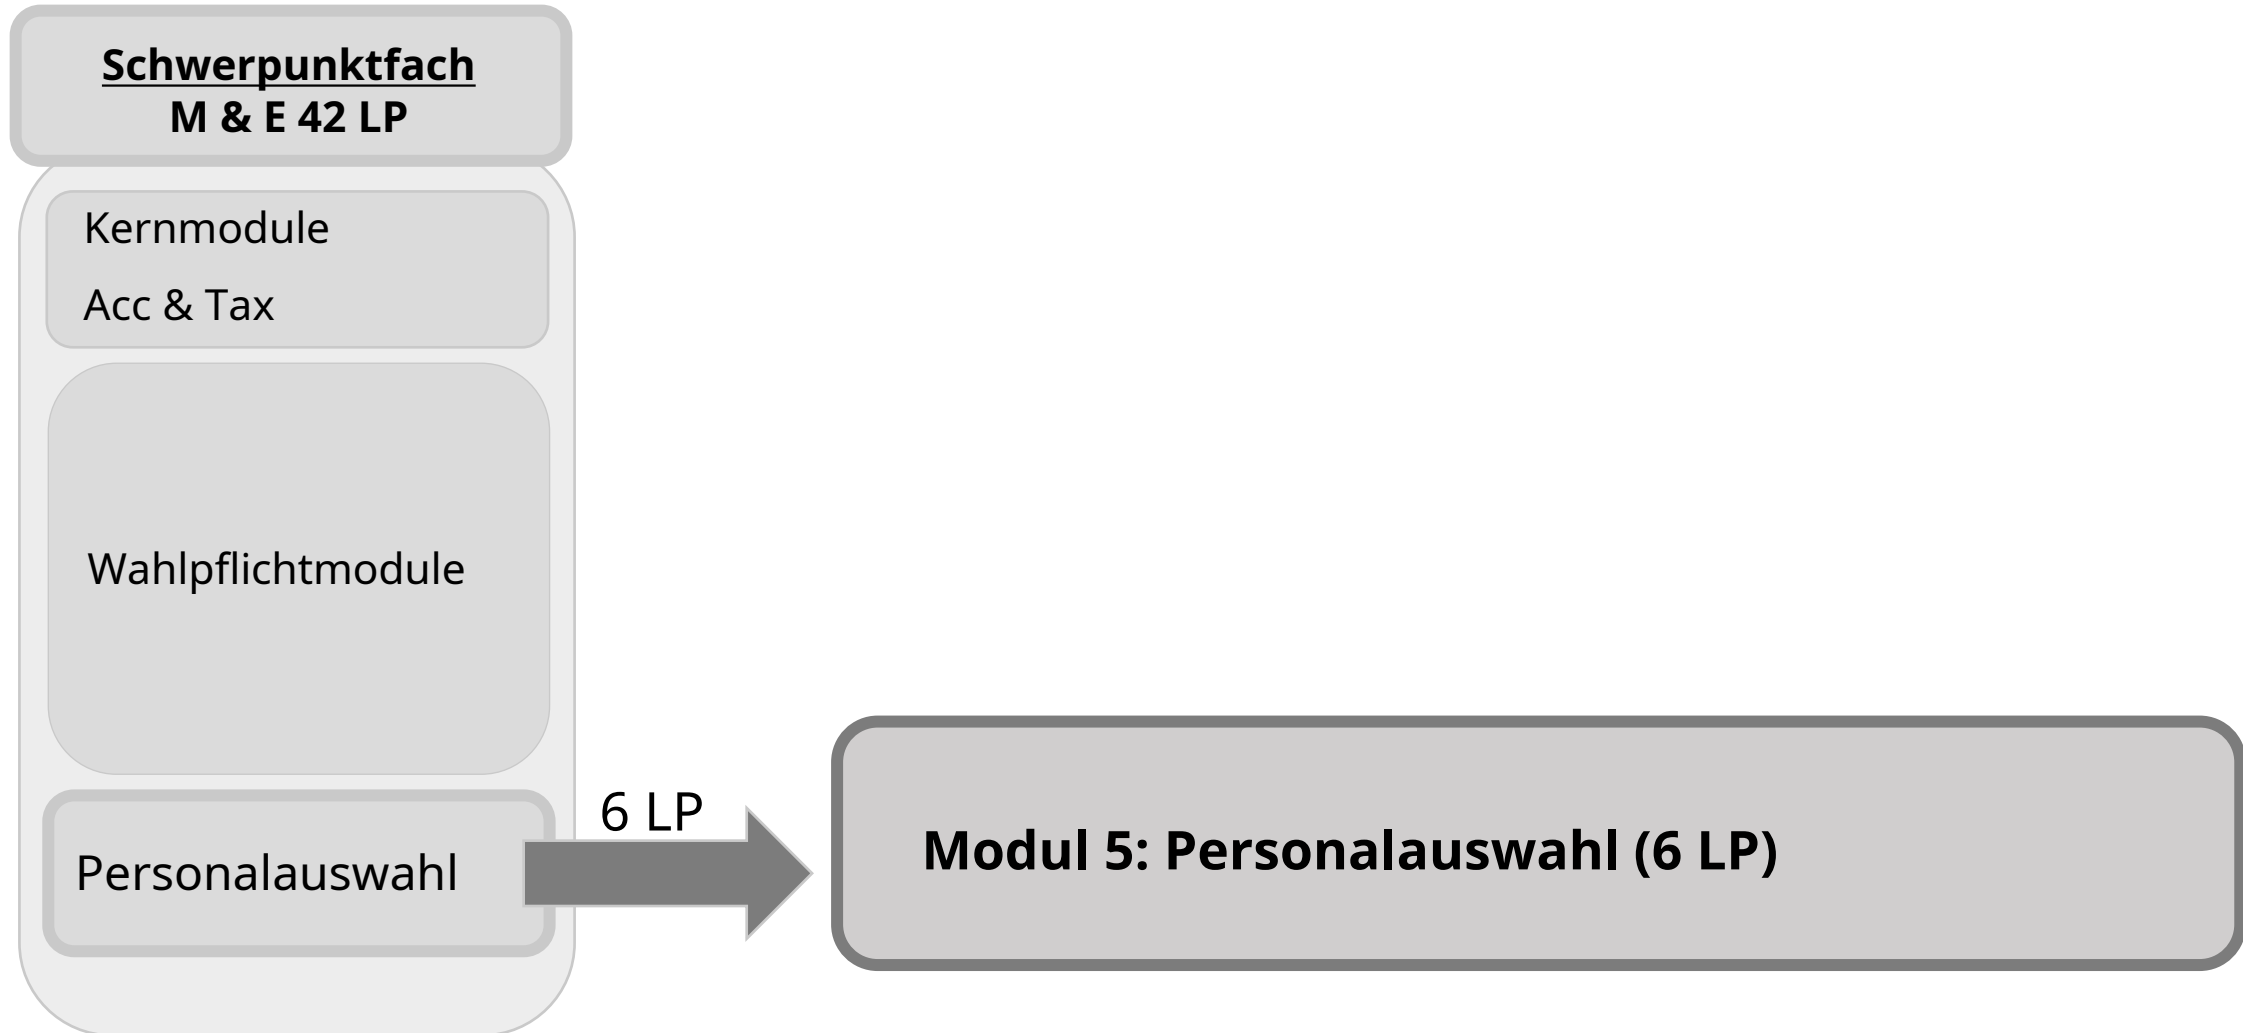 Schwerpunktfach
M & E 42 LP
Kernmodule
Acc & Tax
Wahlpflichtmodule
Personalauswahl
6 LP
Modul 5: Personalauswahl (6 LP)